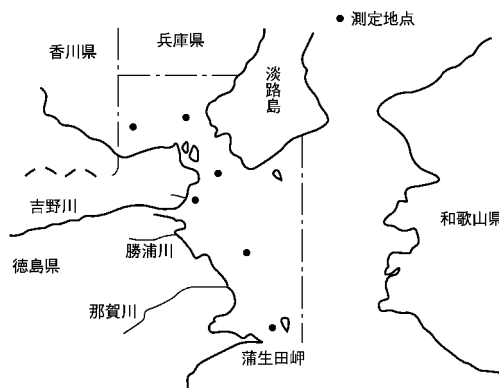 ● 測定地点
兵庫県
香川県
淡路島
吉野川
和歌山県
勝浦川
徳島県
那賀川
蒲生田岬